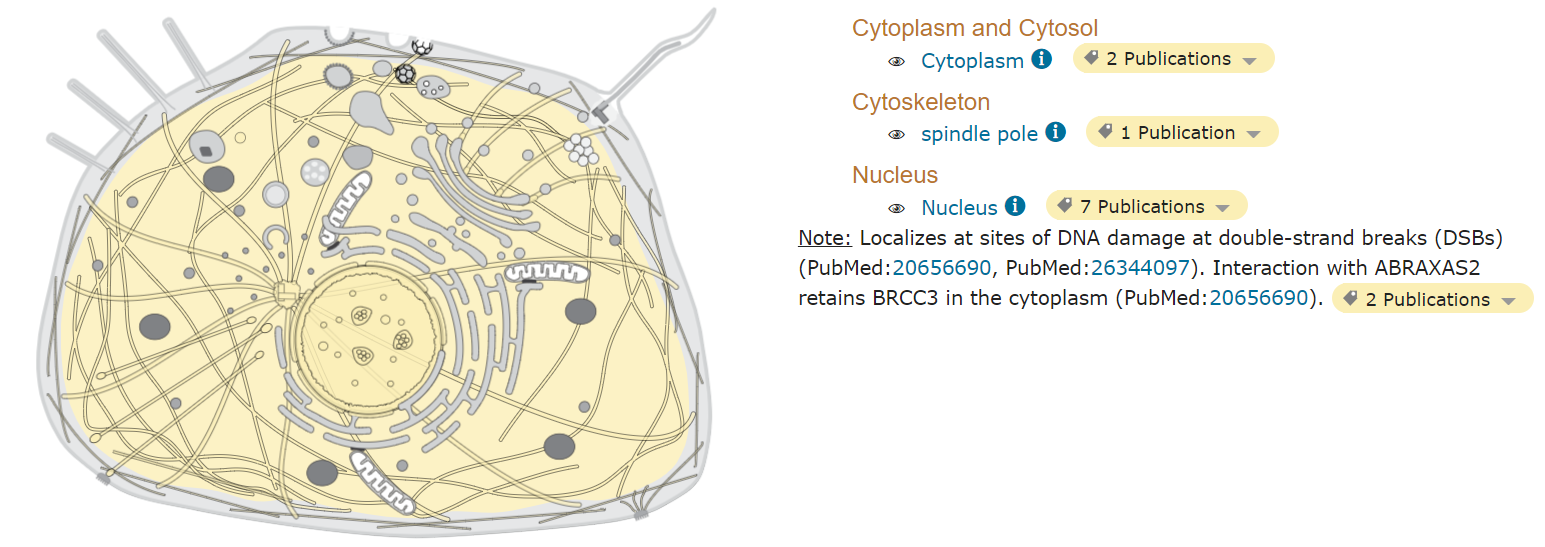 Cytoplasm and Cytosol
Cytoplasm i 2 Publications
Cytoskeleton
spindle pole i 1 Publication
Nucleus
Nucleus i 7 Publications
Note: Localizes at sites of DNA damage at double-strand breaks (DSBs)
(PubMed:20656690, PubMed:26344097). Interaction with ABRAXAS2
retains BRCC3 in the cytoplasm (PubMed:20656690). 2 Publications